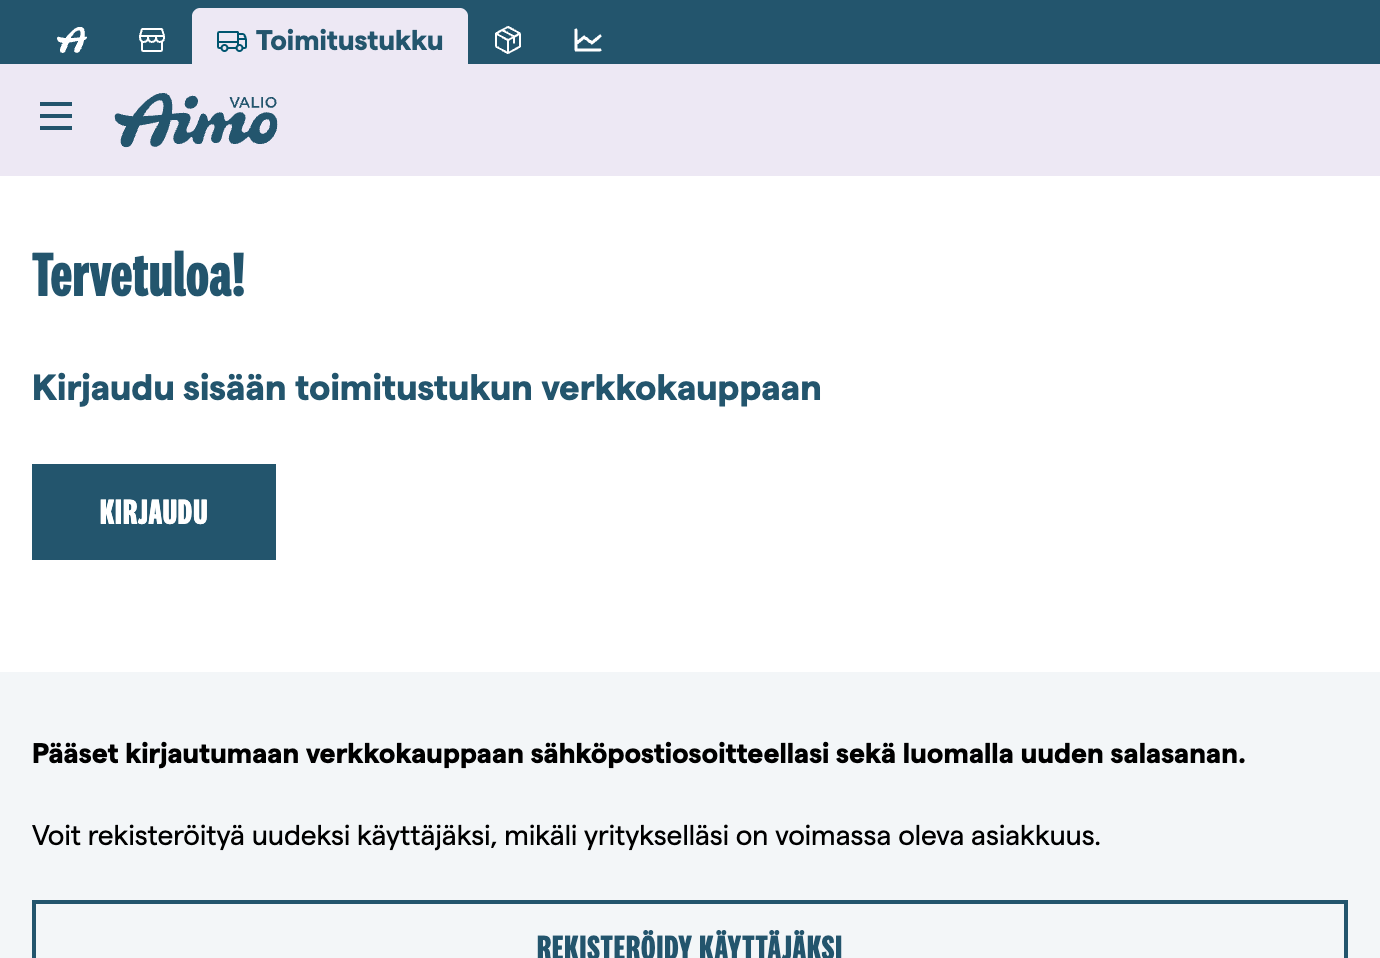 Toimitustukku
VALIO
Aimo
Tervetuloa!
Kirjaudu sisään toimitustukun verkkokauppaan
KIRJAUDU
Pääset kirjautumaan verkkokauppaan sähköpostiosoitteellasi sekä luomalla uuden salasanan.
Voit rekisteröityä uudeksi käyttäjäksi, mikäli yritykselläsi on voimassa oleva asiakkuus.
REKISTERÖIDY KÄYTTÄJÄKSI